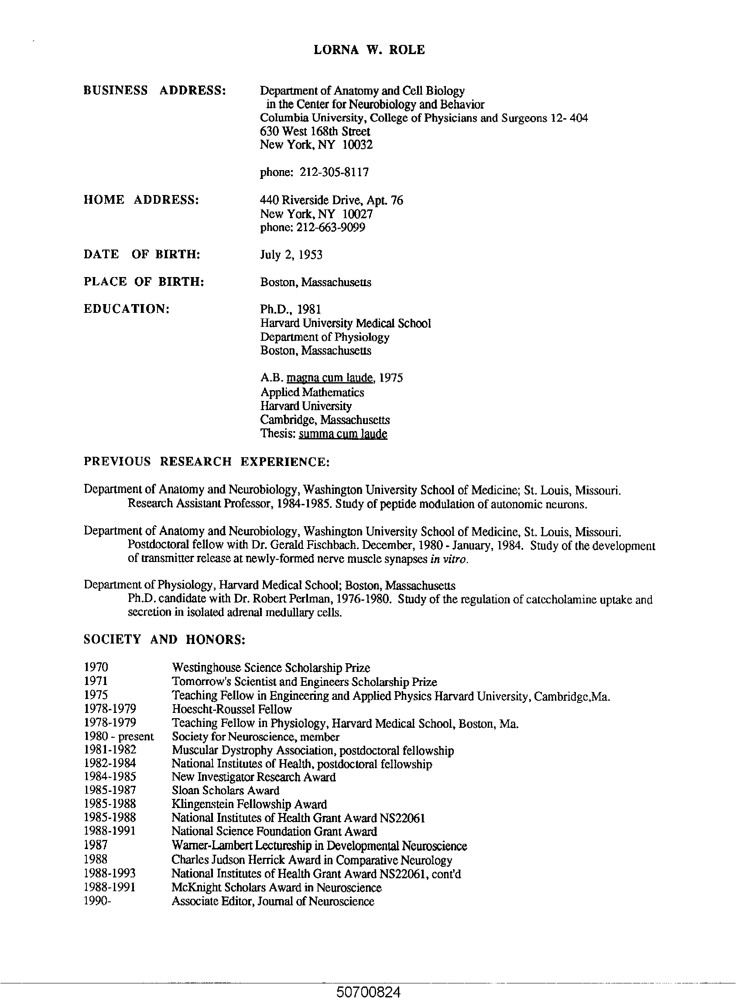 LORNA W. ROLE
BUSINESS ADDRESS: Department of Anatomy and Cell Biology
in the Center for Neurobiology and Behavior
Columbia University, College of Physicians and Surgeons 12- 404
630 West 168th Street
New York, NY 10032
phone: 212-305-8117
HOME ADDRESS: 440 Riverside Drive, Apt. 76
New York, NY 10027
phone: 212-663-9099
DATE OF BIRTH: July 2, 1953
PLACE OF BIRTH: Boston, Massachusetts
EDUCATION: Ph.D., 1981
Harvard University Medical School
Department of Physiology
Boston, Massachusetts
A.B. magna cum laude, 1975
Applied Mathematics
Harvard University
Cambridge, Massachusetts
Thesis: summa cum laude
PREVIOUS RESEARCH EXPERIENCE:
Department of Anatomy and Neurobiology, Washington University School of Medicine; St. Louis, Missouri.
Research Assistant Professor, 1984-1985. Study of peptide modulation of autonomic neurons.
Department of Anatomy and Neurobiology, Washington University School of Medicine, St. Louis, Missouri.
Postdoctoral fellow with Dr. Gerald Fischbach. December, 1980 - January, 1984. Study of the development
of transmitter release at newly-formed nerve muscle synapses in vitro.
Department of Physiology, Harvard Medical School; Boston, Massachusetts
Ph.D. candidate with Dr. Robert Perlman, 1976-1980. Study of the regulation of catecholamine uptake and
secretion in isolated adrenal medullary cells.
SOCIETY AND HONORS:
1970 Westinghouse Science Scholarship Prize
1971 Tomorrow's Scientist and Engineers Scholarship Prize
1975 Teaching Fellow in Engineering and Applied Physics Harvard University, Cambridge,Ma.
1978-1979 Hoescht-Roussel Fellow
1978-1979 Teaching Fellow in Physiology, Harvard Medical School, Boston, Ma.
1980 - present Society for Neuroscience, member
1981-1982 Muscular Dystrophy Association, postdoctoral fellowship
1982-1984 National Institutes of Health, postdoctoral fellowship
1984-1985 New Investigator Research Award
1985-1987 Sloan Scholars Award
1985-1988 Klingenstein Fellowship Award
1985-1988 National Institutes of Health Grant Award NS22061
1988-1991 National Science Foundation Grant Award
1987 Warner-Lambert Lectureship in Developmental Neuroscience
1988 Charles Judson Herrick Award in Comparative Neurology
1988-1993 National Institutes of Health Grant Award NS22061, cont'd
1988-1991 McKnight Scholars Award in Neuroscience
1990- Associate Editor, Journal of Neuroscience
50700824